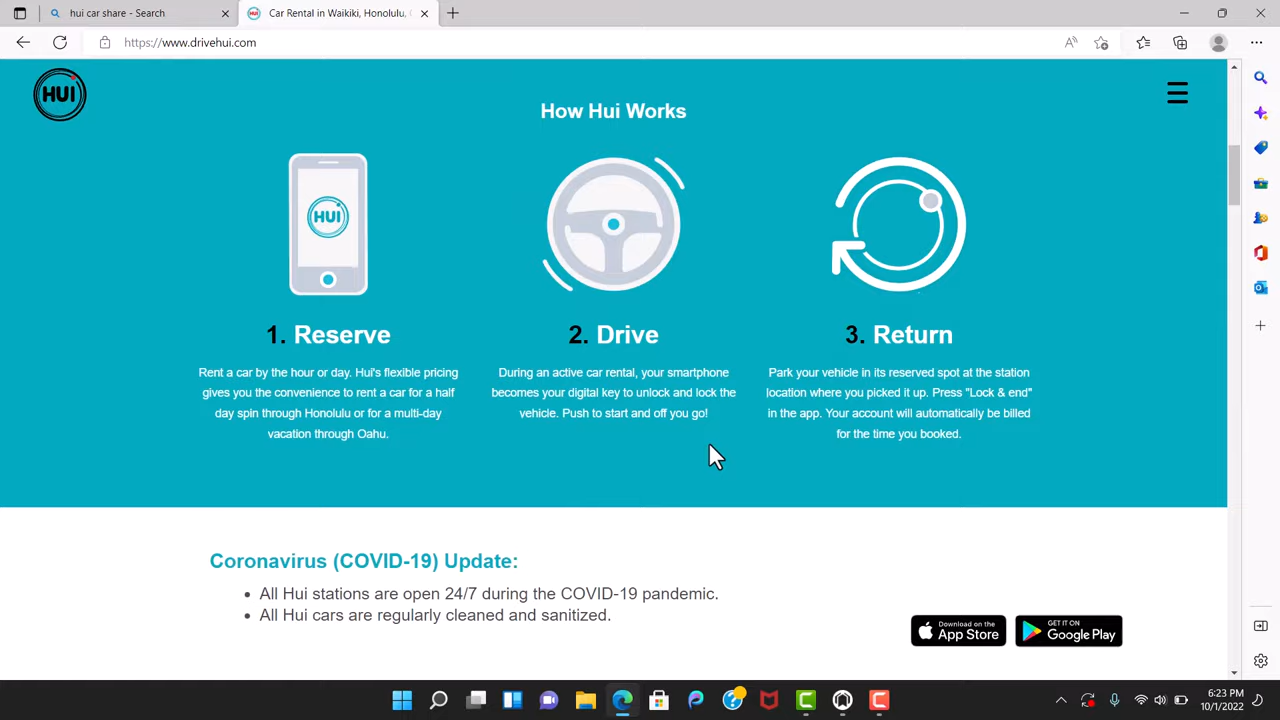 hui car share - Search
Car Rental in Waikiki, Honolulu, O
https://www.drivehui.com
HUI
How Hui Works
HUI
1. Reserve
Rent a car by the hour or day. Hui's flexible pricing
gives you the convenience to rent a car for a half
day spin through Honolulu or for a multi-day
vacation through Oahu.
2. Drive
During an active car rental, your smartphone
becomes your digital key to unlock and lock the
vehicle. Push to start and off you go!
3. Return
Park your vehicle in its reserved spot at the station
location where you picked it up. Press "Lock & end"
in the app. Your account will automatically be billed
for the time you booked.
Coronavirus (COVID-19) Update:
All Hui stations are open 24/7 during the COVID-19 pandemic.
All Hui cars are regularly cleaned and sanitized.
Download on the
App Store
GET IT ON
Google Play
6:23 PM
10/1/2022